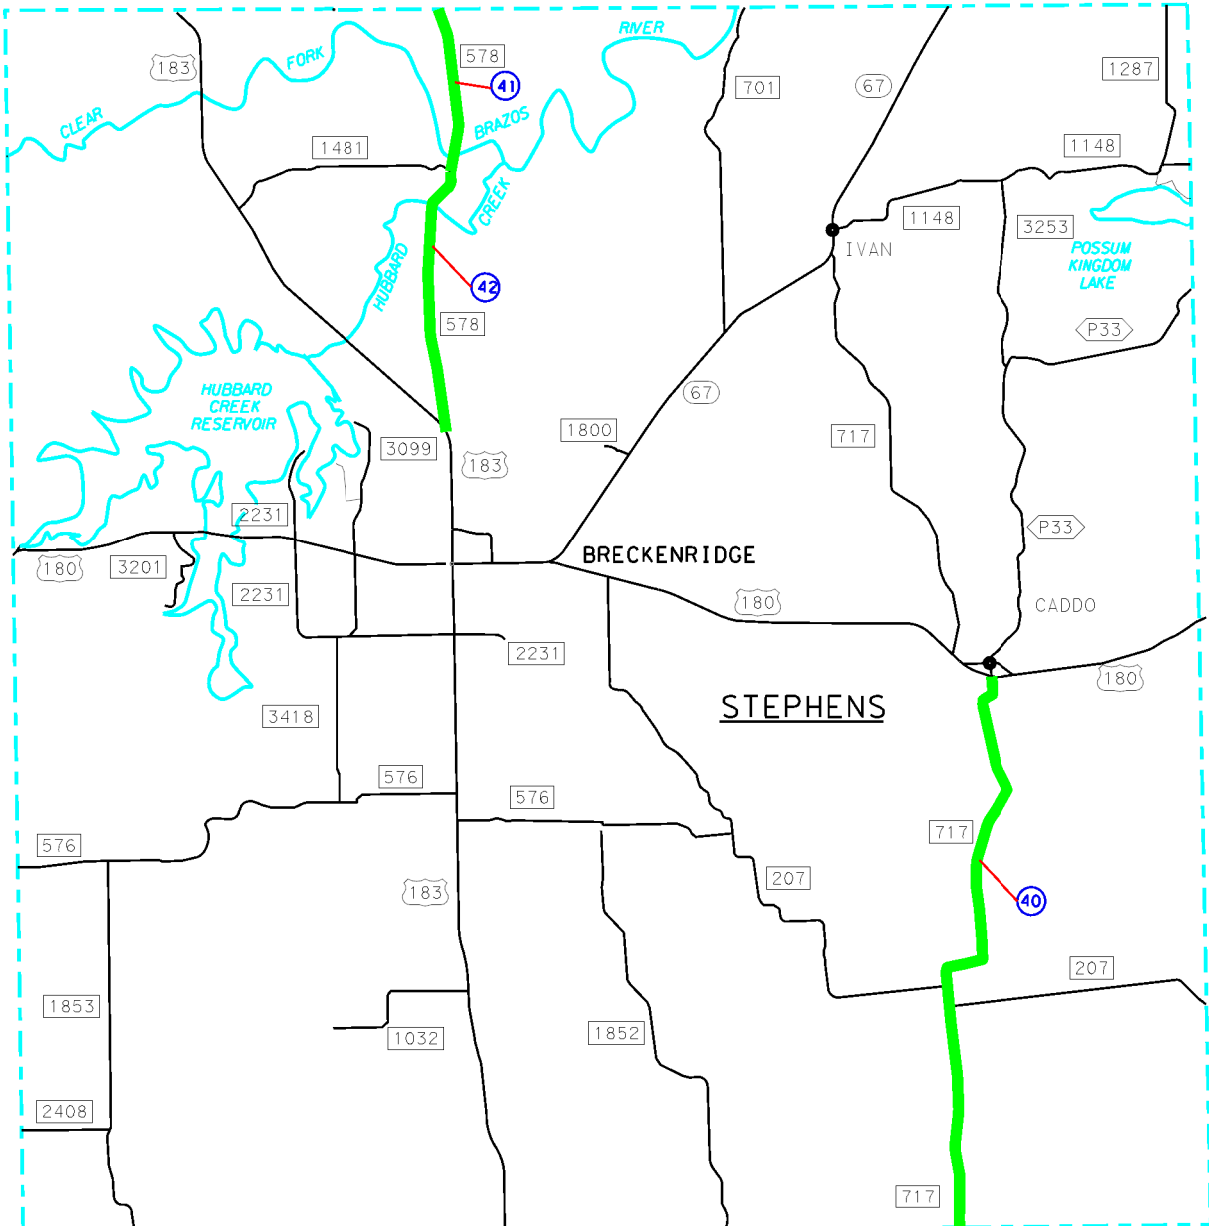 RIVER
578
FORK
183
41
701
67
1287
CLEAR
BRAZOS
1481
1148
CREEK
1148
3253
IVAN
HUBBARD
POSSUM
KINGDOM
LAKE
42
578
P33
HUBBARD
CREEK
RESERVOIR
67
1800
717
3099
183
2231
P33
BRECKENRIDGE
180
3201
2231
180
CADDO
2231
180
STEPHENS
3418
576
576
717
576
207
183
40
207
1853
1032
1852
2408
717